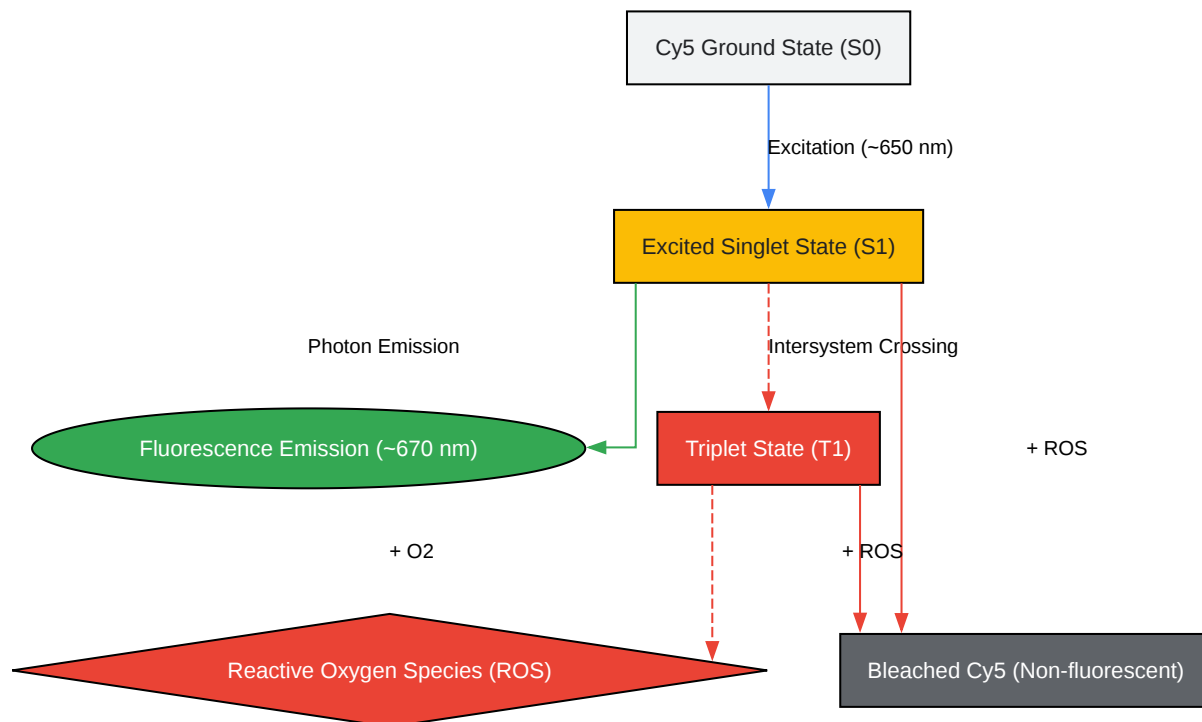 Cy5 Ground State (S0)
Excitation (~650 nm)
Excited Singlet State (S1)
Photon Emission
Intersystem Crossing
Fluorescence Emission (~670 nm)
Triplet State (T1)
+ ROS
+ O2
+ ROS
Reactive Oxygen Species (ROS)
Bleached Cy5 (Non-fluorescent)